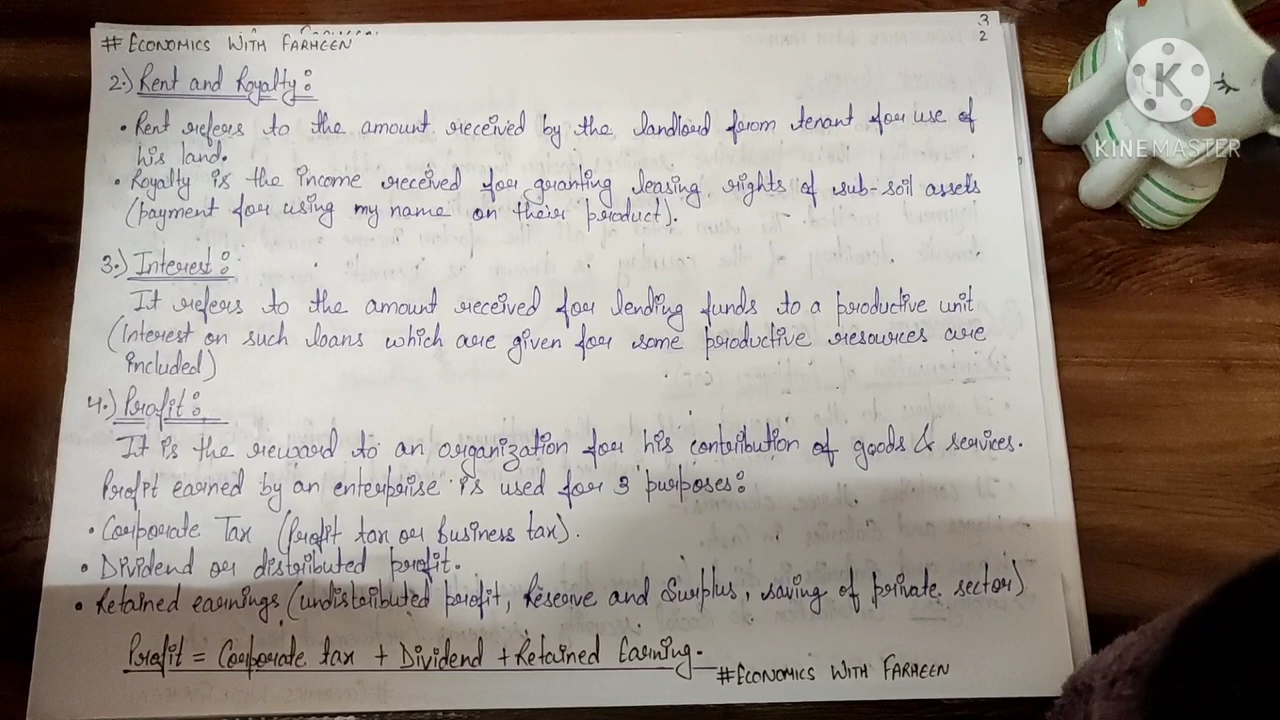 3
2
# ECONOMICS WITH FARHEEN
2.) Rent and Royalty:
• Rent refers to the amount received by the landlord from tenant for use of
his land.
• Royalty is the income received for granting leasing rights of sub-soil assets
(payment for using my name on their product).
3.) Interest:
It refers to the amount received for lending funds to a productive unit
(Interest on such loans which are given for some productive resources are
included)
4.) Profit:
It is the reward to an organization for his contribution of goods & services.
Profit earned by an enterprise is used for 3 purposes:
• Corporate Tax (Profit tax or business tax).
• Dividend or distributed profit.
• Retained earnings (undistributed profit, Reserve and Surplus, saving of private sector)
Profit = Corporate tax + Dividend + Retained Earning.
#ECONOMICS WITH FARHEEN
K
KINEMASTER